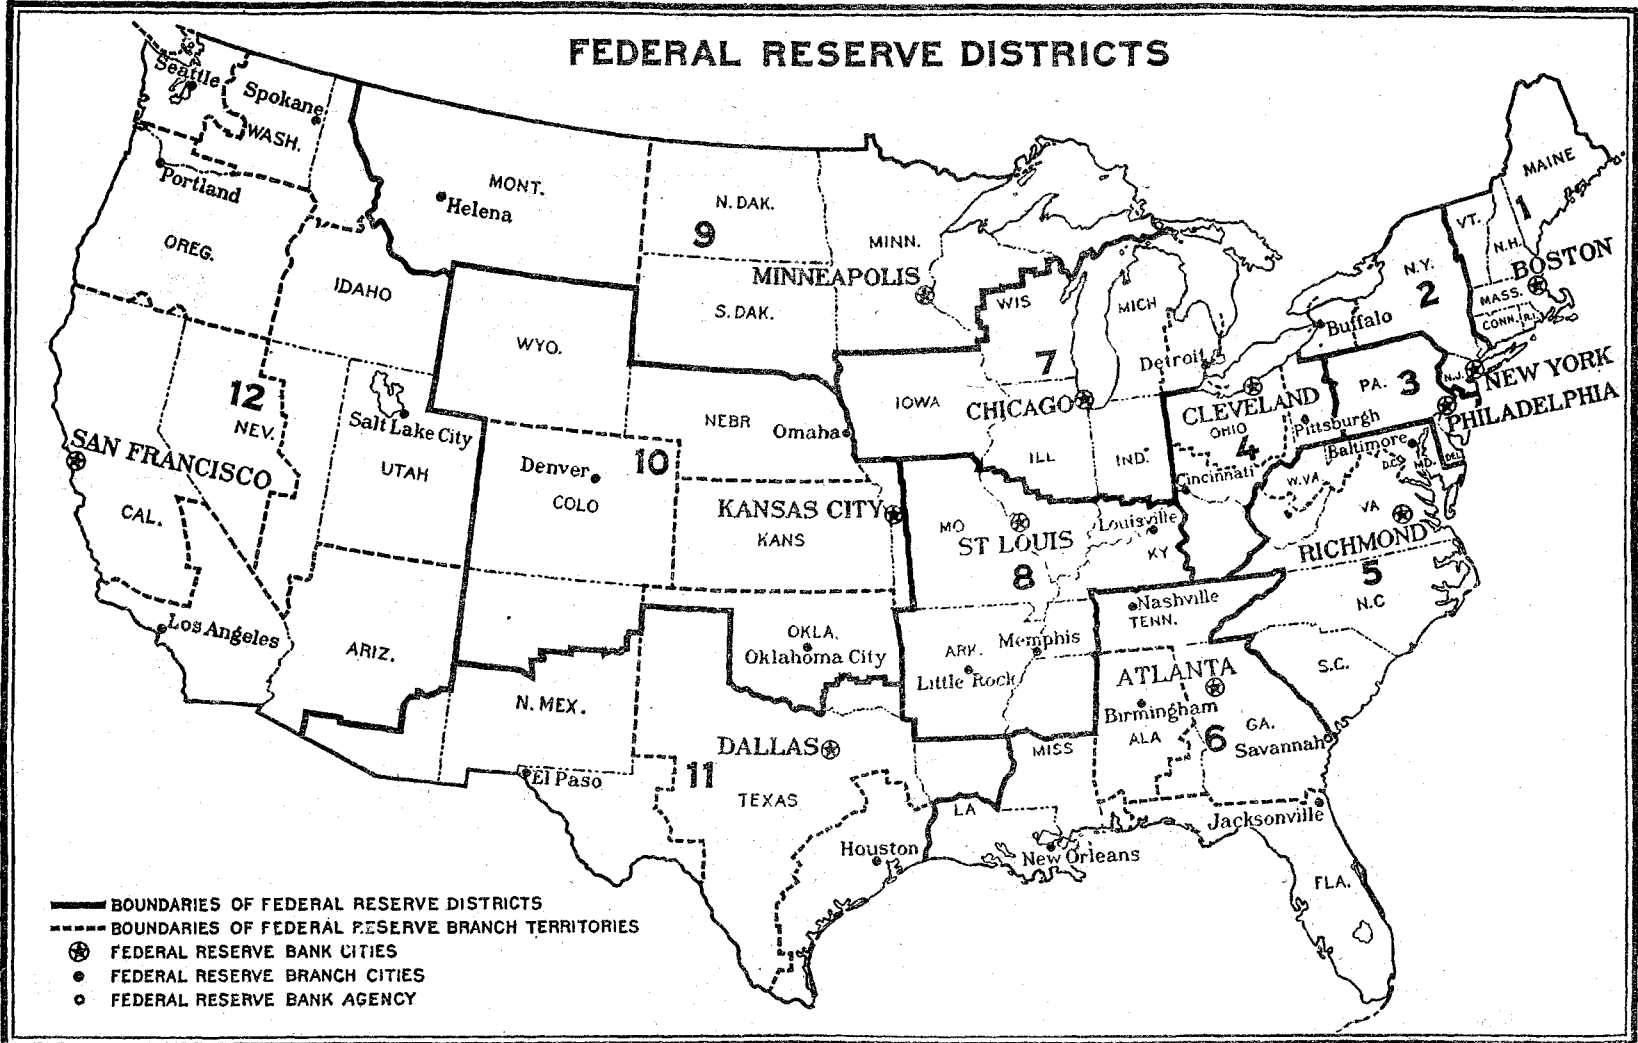 FEDERAL RESERVE DISTRICTS
Seattle
Spokane
WASH.
Portland
OREG.
MONT.
Helena
IDAHO
N. DAK.
9
S. DAK.
MINN.
MINNEAPOLIS
WIS
MICH
7
Detroit
MAINE
VT.
N.H.
1
BOSTON
MASS.
CONN.
R.I.
N.Y.
2
Buffalo
NEW YORK
N.J.
PA.
3
PHILADELPHIA
WYO.
12
NEV.
SAN FRANCISCO
CAL.
Los Angeles
Salt Lake City
UTAH
ARIZ.
NEBR
Omaha
10
Denver
COLO
KANSAS CITY
KANS
IOWA
CHICAGO
ILL
IND.
CLEVELAND
OHIO
4
Pittsburgh
Cincinnati
Baltimore
D.C.
MD.
DEL.
W.VA
VA
RICHMOND
5
N.C
S.C.
MO
ST LOUIS
8
Louisville
KY
Nashville
TENN.
Memphis
ARK.
Little Rock
OKLA.
Oklahoma City
N. MEX.
El Paso
DALLAS
11
TEXAS
Houston
LA
New Orleans
MISS
ATLANTA
Birmingham
ALA
6
GA.
Savannah
Jacksonville
FLA.
BOUNDARIES OF FEDERAL RESERVE DISTRICTS
BOUNDARIES OF FEDERAL RESERVE BRANCH TERRITORIES
FEDERAL RESERVE BANK CITIES
FEDERAL RESERVE BRANCH CITIES
FEDERAL RESERVE BANK AGENCY